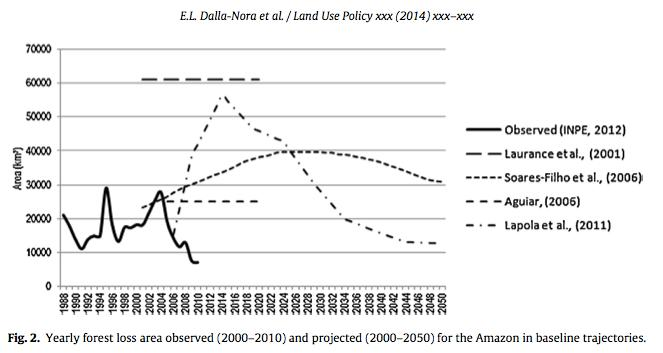 E.L. Dalla-Nora et al. / Land Use Policy xxx (2014) xxx–xxx
70000
60000
50000
40000
30000
20000
10000
0
Area (km²)
1988 1990 1992 1994 1996 1998 2000 2002 2004 2006 2008 2010 2012 2014 2016 2018 2020 2022 2024 2026 2028 2030 2032 2034 2036 2038 2040 2042 2044 2046 2048 2050
Observed (INPE, 2012)
Laurance et al., (2001)
Soares-Filho et al., (2006)
Aguiar, (2006)
Lapola et al., (2011)
Fig. 2. Yearly forest loss area observed (2000–2010) and projected (2000–2050) for the Amazon in baseline trajectories.